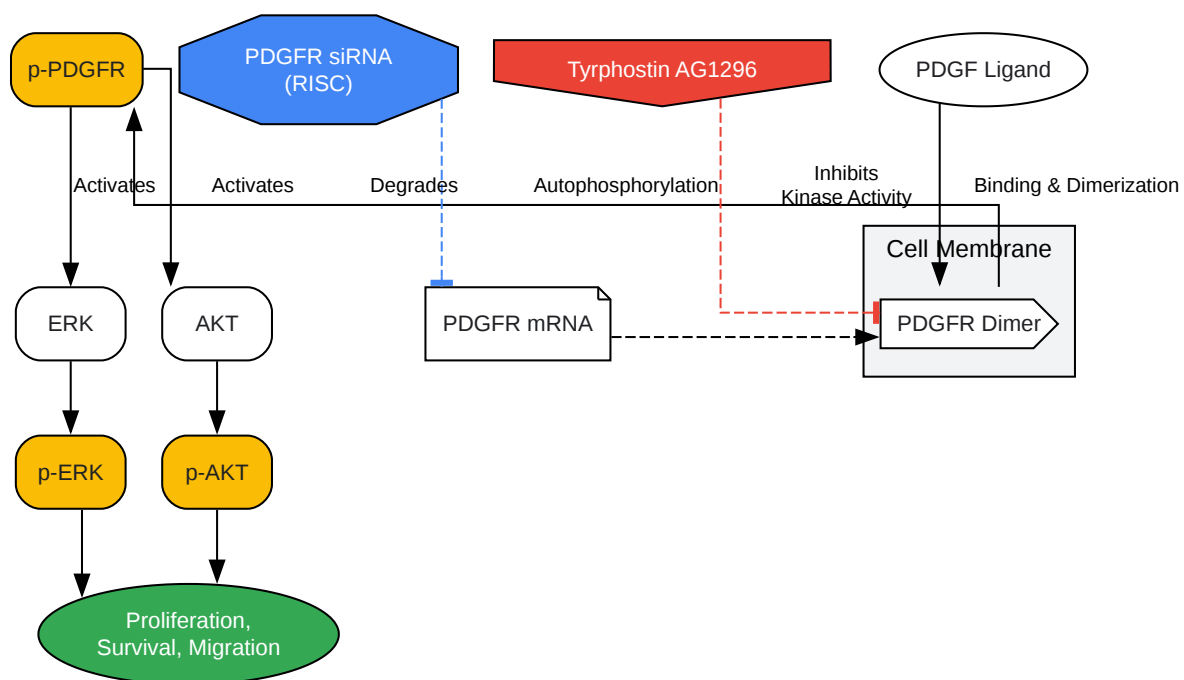 p-PDGFR
PDGFR siRNA
(RISC)
Tyrphostin AG1296
PDGF Ligand
Activates
Activates
Degrades
Autophosphorylation
Inhibits
Kinase Activity
Binding & Dimerization
Cell Membrane
ERK
AKT
PDGFR mRNA
PDGFR Dimer
p-ERK
p-AKT
Proliferation,
Survival, Migration